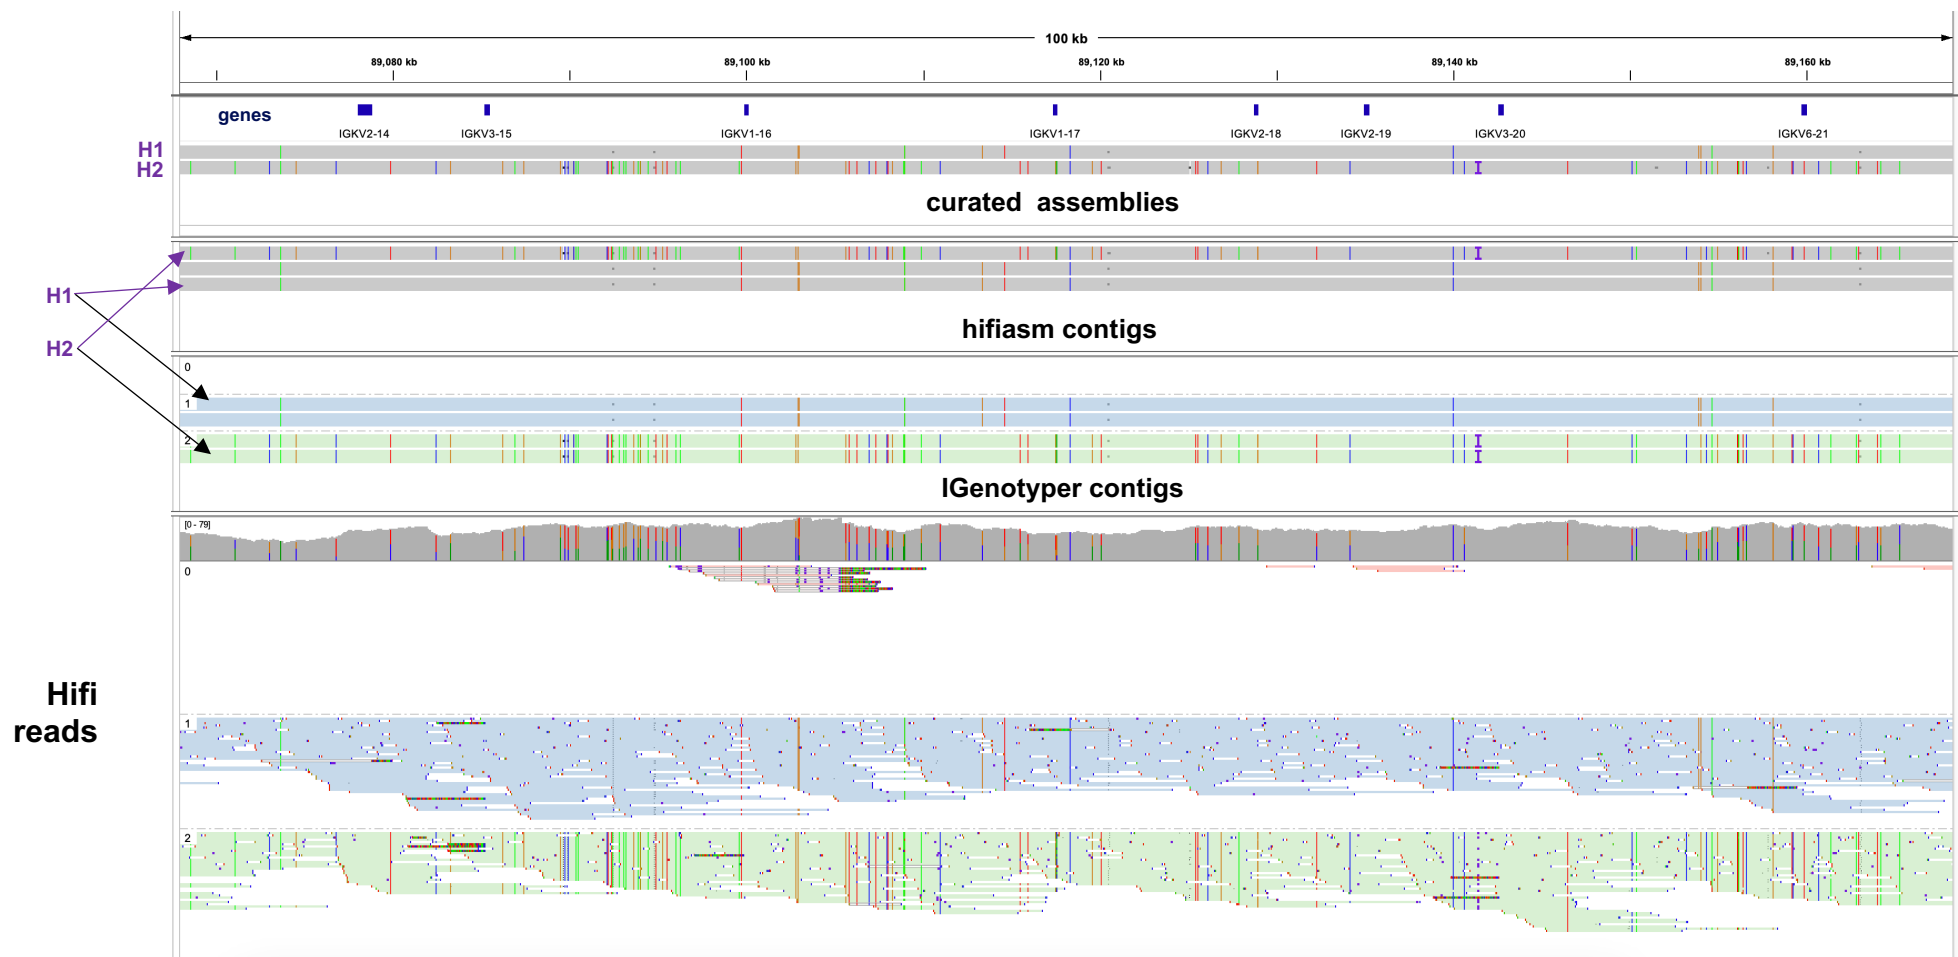 100 kb
89,080 kb 89,100 kb 89,120 kb 89,140 kb 89,160 kb
genes
IGKV2-14 IGKV3-15 IGKV1-16 IGKV1-17 IGKV2-18 IGKV2-19 IGKV3-20 IGKV6-21
H1
H2
curated assemblies
H1
hifiasm contigs
H2
0
1
2
IGenotyper contigs
[0 - 79]
0
Hifi
reads
1
2